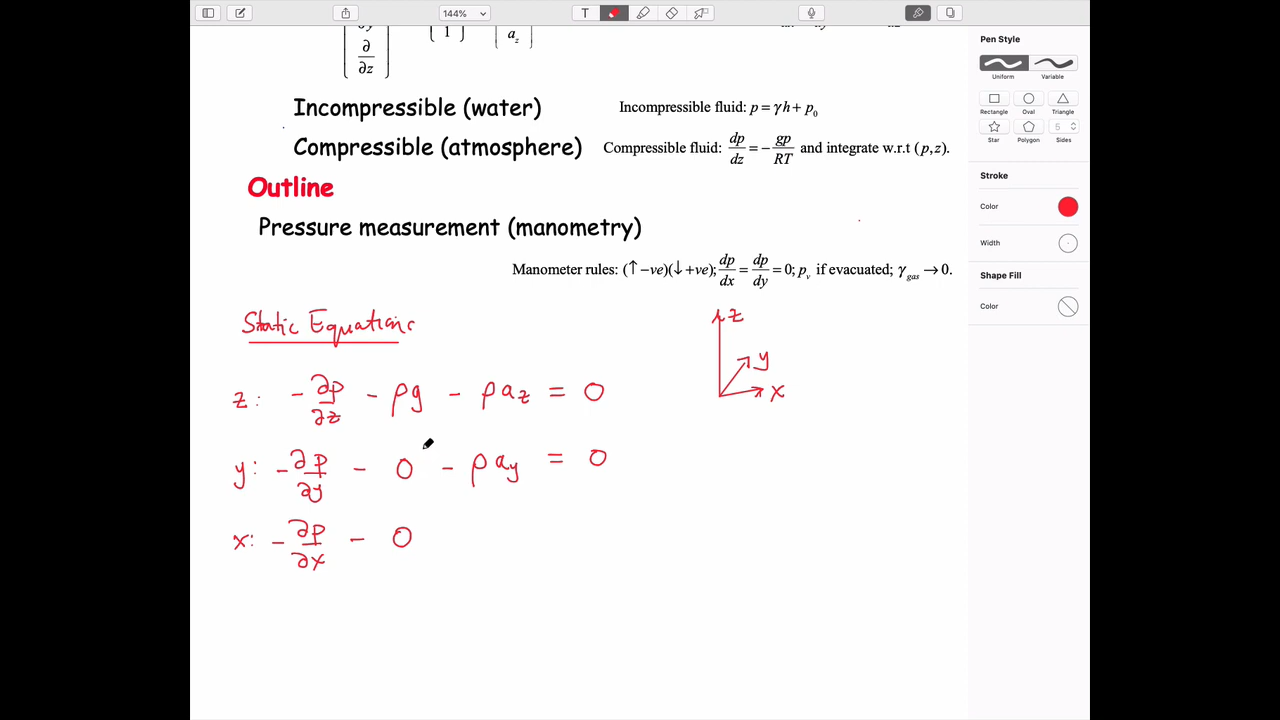 144%
T
Pen Style
Uniform Variable
Rectangle Oval Triangle
5
Star Polygon Sides
Stroke
Color
Width
Shape Fill
Color
∂
∂z
1
a_z
Incompressible (water)
Incompressible fluid: p = γh + p₀
Compressible (atmosphere)
Compressible fluid: dp/dz = − gp/RT and integrate w.r.t (p, z).
Outline
Pressure measurement (manometry)
Manometer rules: (↑ −ve)(↓ +ve); dp/dx = dp/dy = 0; p_v if evacuated; γ_gas → 0.
Static Equations
z
y
x
z: − ∂p/∂z − ρg − ρa_z = 0
y: − ∂p/∂y − 0 − ρa_y = 0
x: − ∂p/∂x − 0